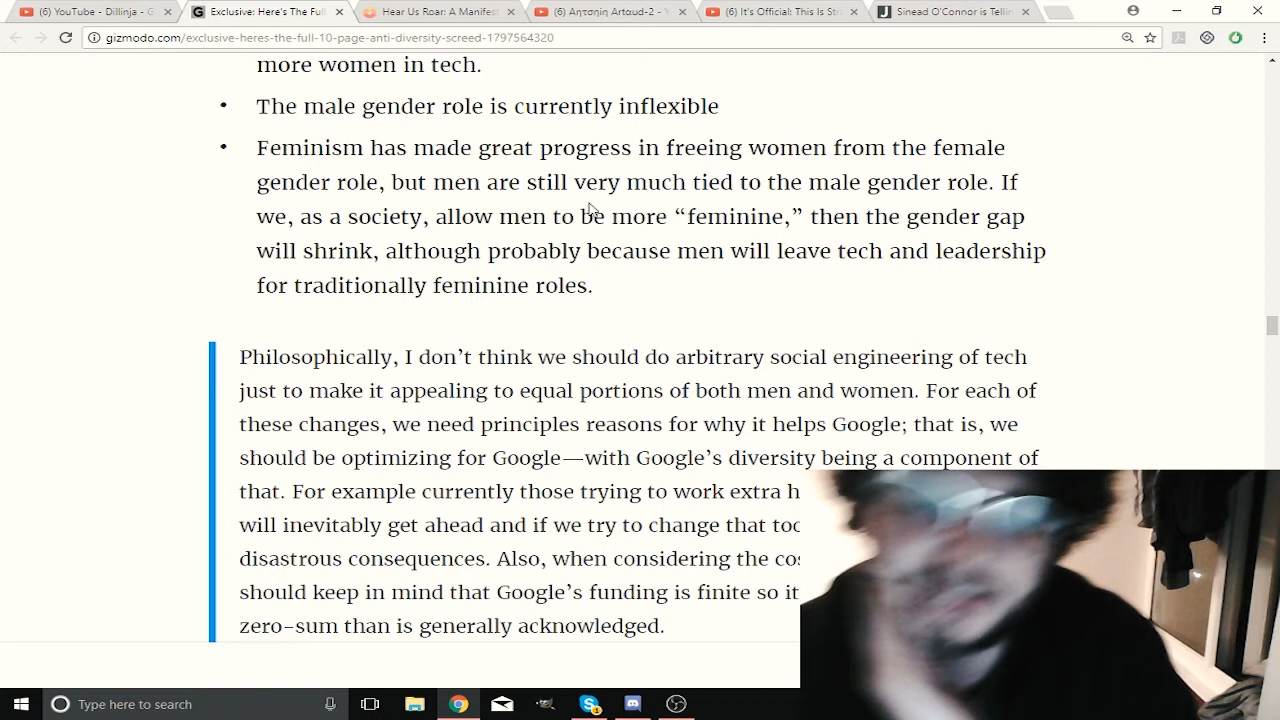 (6) YouTube - Dillinja - G
Exclusive: Here's The Full
Hear Us Roar: A Manifest
(6) Αητσηίη Artaud-2 - Y
(6) It's Official: This Is Str
Sinead O'Connor is Tellin
gizmodo.com/exclusive-heres-the-full-10-page-anti-diversity-screed-1797564320
more women in tech.
• The male gender role is currently inflexible
• Feminism has made great progress in freeing women from the female
gender role, but men are still very much tied to the male gender role. If
we, as a society, allow men to be more “feminine,” then the gender gap
will shrink, although probably because men will leave tech and leadership
for traditionally feminine roles.
Philosophically, I don’t think we should do arbitrary social engineering of tech
just to make it appealing to equal portions of both men and women. For each of
these changes, we need principles reasons for why it helps Google; that is, we
should be optimizing for Google—with Google’s diversity being a component of
that. For example currently those trying to work extra h
will inevitably get ahead and if we try to change that too
disastrous consequences. Also, when considering the cos
should keep in mind that Google’s funding is finite so it
zero-sum than is generally acknowledged.
Type here to search